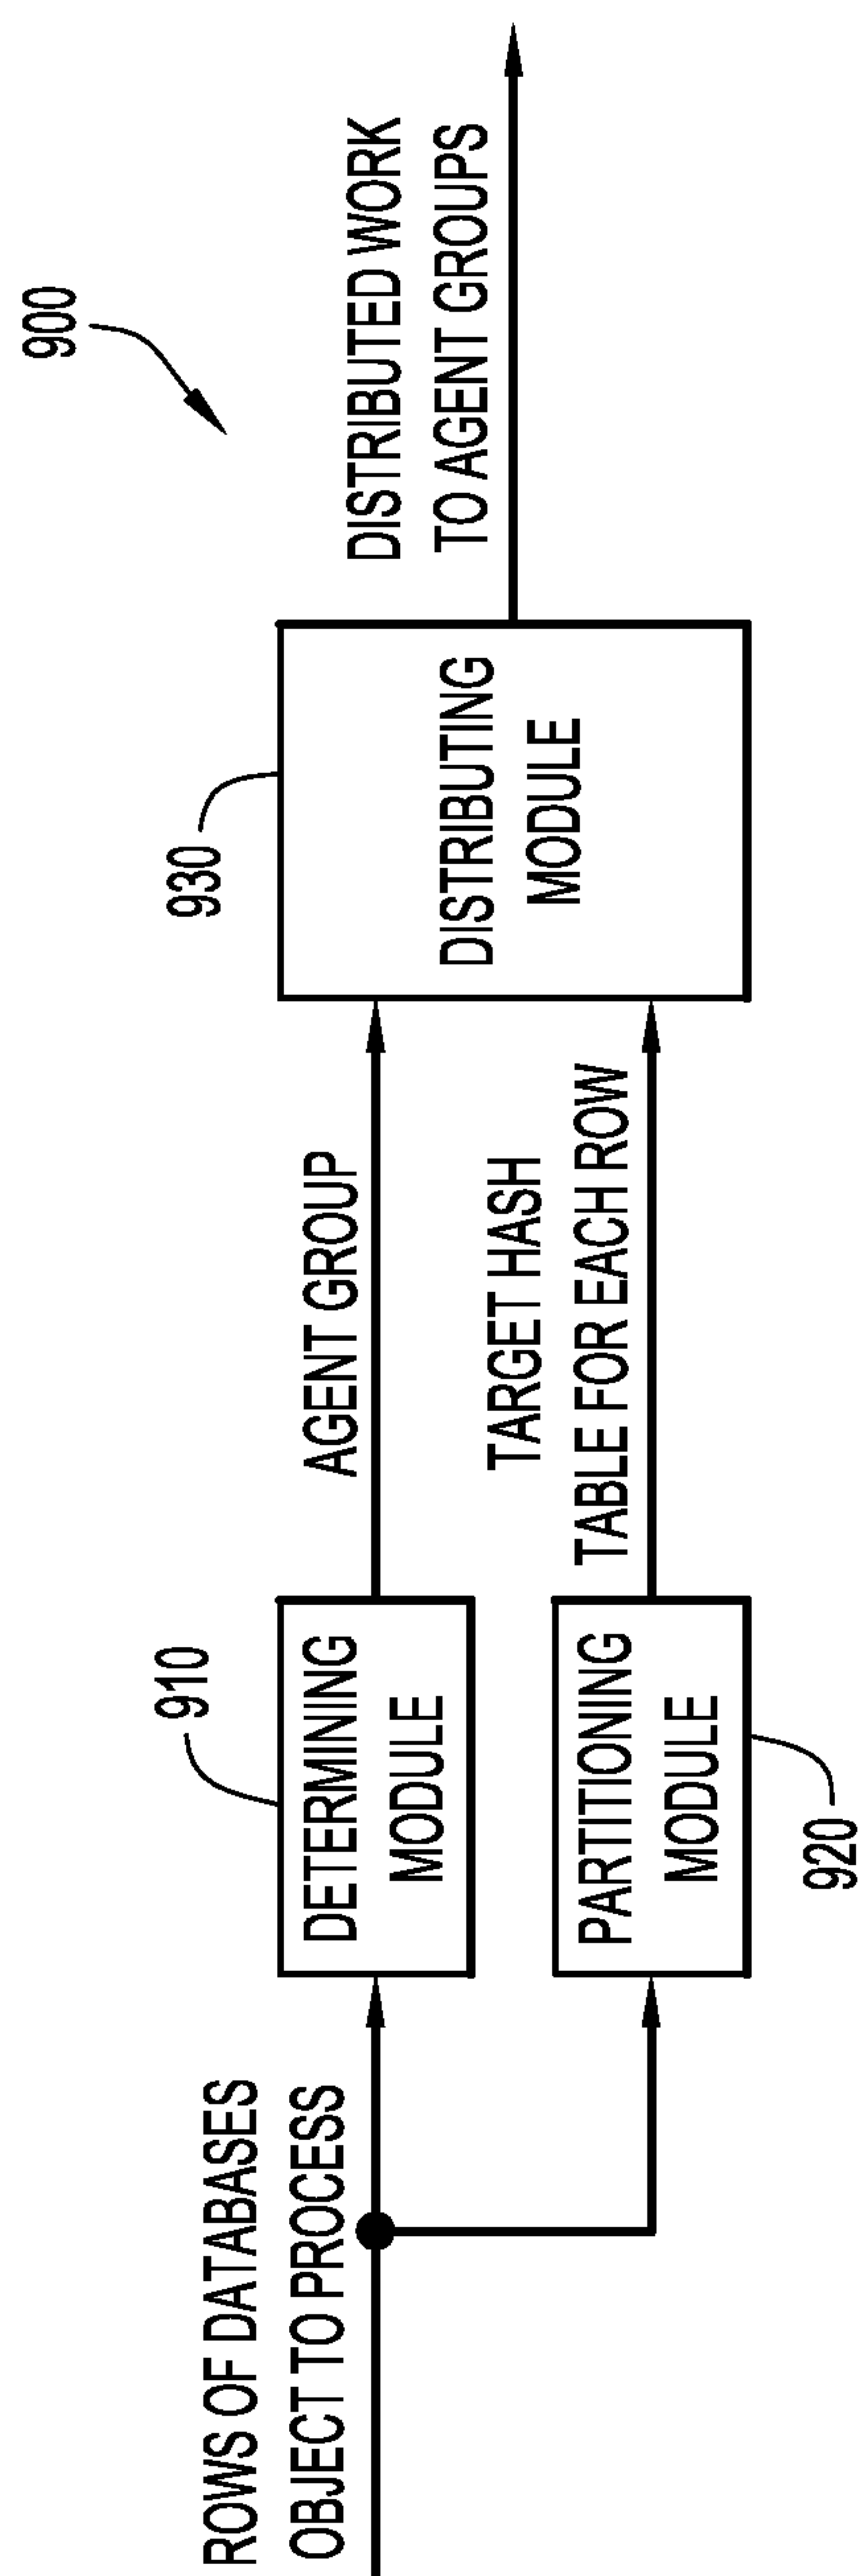 900
ROWS OF DATABASES
OBJECT TO PROCESS
910
DETERMINING
MODULE
AGENT GROUP
920
PARTITIONING
MODULE
TARGET HASH
TABLE FOR EACH ROW
930
DISTRIBUTING
MODULE
DISTRIBUTED WORK
TO AGENT GROUPS